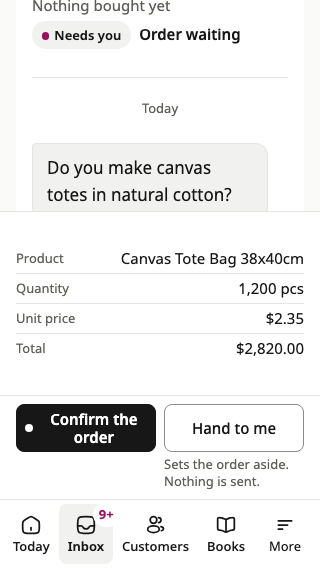 Nothing bought yet
Needs you Order waiting
Today
Do you make canvas
totes in natural cotton?
Product Canvas Tote Bag 38x40cm
Quantity 1,200 pcs
Unit price $2.35
Total $2,820.00
Confirm the
order
Hand to me
Sets the order aside.
Nothing is sent.
9+
Today Inbox Customers Books More